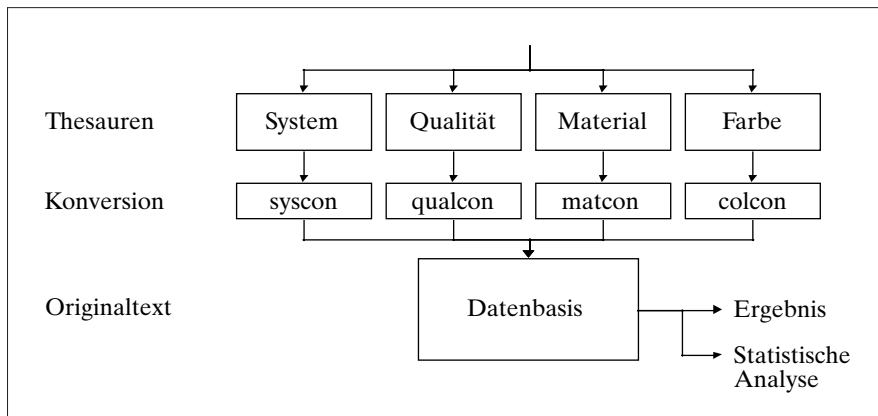 Thesauren System Qualität Material Farbe
Konversion syscon qualcon matcon colcon
Originaltext Datenbasis Ergebnis
Statistische
Analyse